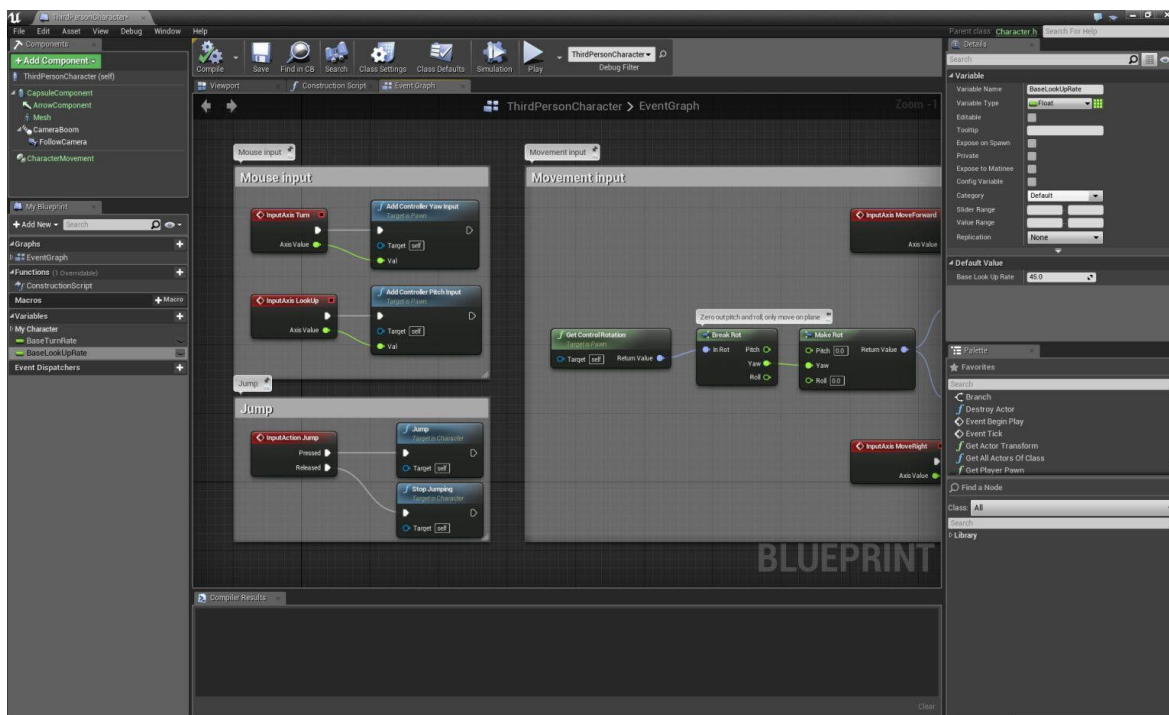 ThirdPersonCharacter*
File Edit Asset View Debug Window Help
Parent class: Character.h Search For Help
Components
+Add Component
ThirdPersonCharacter (self)
CapsuleComponent
ArrowComponent
Mesh
CameraBoom
FollowCamera
CharacterMovement
My Blueprint
+Add New Search
Graphs
EventGraph
Functions (1 Overridable)
ConstructionScript
Macros +Macro
Variables
My Character
BaseTurnRate
BaseLookUpRate
Event Dispatchers
Compile Save Find in CB Search Class Settings Class Defaults Simulation Play
ThirdPersonCharacter
Debug Filter
Viewport Construction Script Event Graph
ThirdPersonCharacter > EventGraph Zoom -1
Mouse input
Mouse input
InputAxis Turn
Axis Value
Add Controller Yaw Input
Target is Pawn
Target self
Val
InputAxis LookUp
Axis Value
Add Controller Pitch Input
Target is Pawn
Target self
Val
Jump
Jump
InputAction Jump
Pressed
Released
Jump
Target is Character
Target self
Stop Jumping
Target is Character
Target self
Movement input
Movement input
InputAxis MoveForward
Axis Value
Zero out pitch and roll, only move on plane
Get Control Rotation
Target is Pawn
Target self Return Value
Break Rot
In Rot Pitch
Yaw
Roll
Make Rot
Pitch 0.0 Return Value
Yaw
Roll 0.0
InputAxis MoveRight
Axis Value
BLUEPRINT
Compiler Results
Clear
Details
Search
Variable
Variable Name BaseLookUpRate
Variable Type Float
Editable
Tooltip
Expose on Spawn
Private
Expose to Matinee
Config Variable
Category Default
Slider Range
Value Range
Replication None
Default Value
Base Look Up Rate 45.0
Palette
Favorites
Search
Branch
Destroy Actor
Event Begin Play
Event Tick
Get Actor Transform
Get All Actors Of Class
Get Player Pawn
Find a Node
Class: All
Search
Library